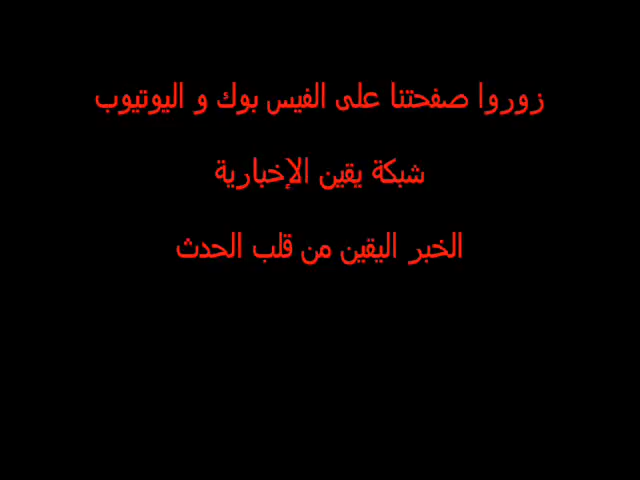 زوروا صفحتنا على الفيس بوك و اليوتيوب
شبكة يقين الإخبارية
الخبر اليقين من قلب الحدث